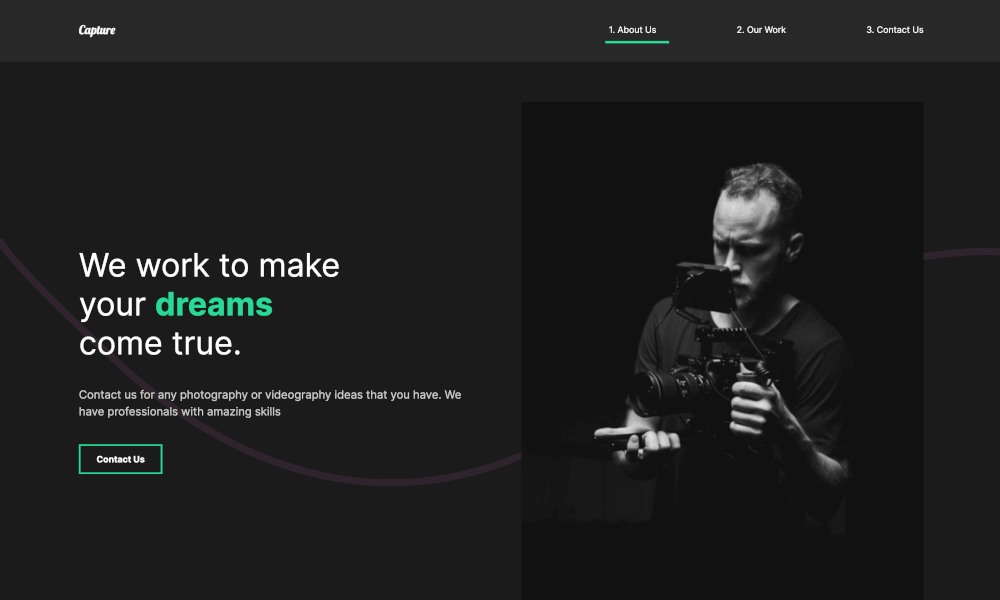 Capture
1. About Us
2. Our Work
3. Contact Us
We work to make
your dreams
come true.
Contact us for any photography or videography ideas that you have. We
have professionals with amazing skills
Contact Us